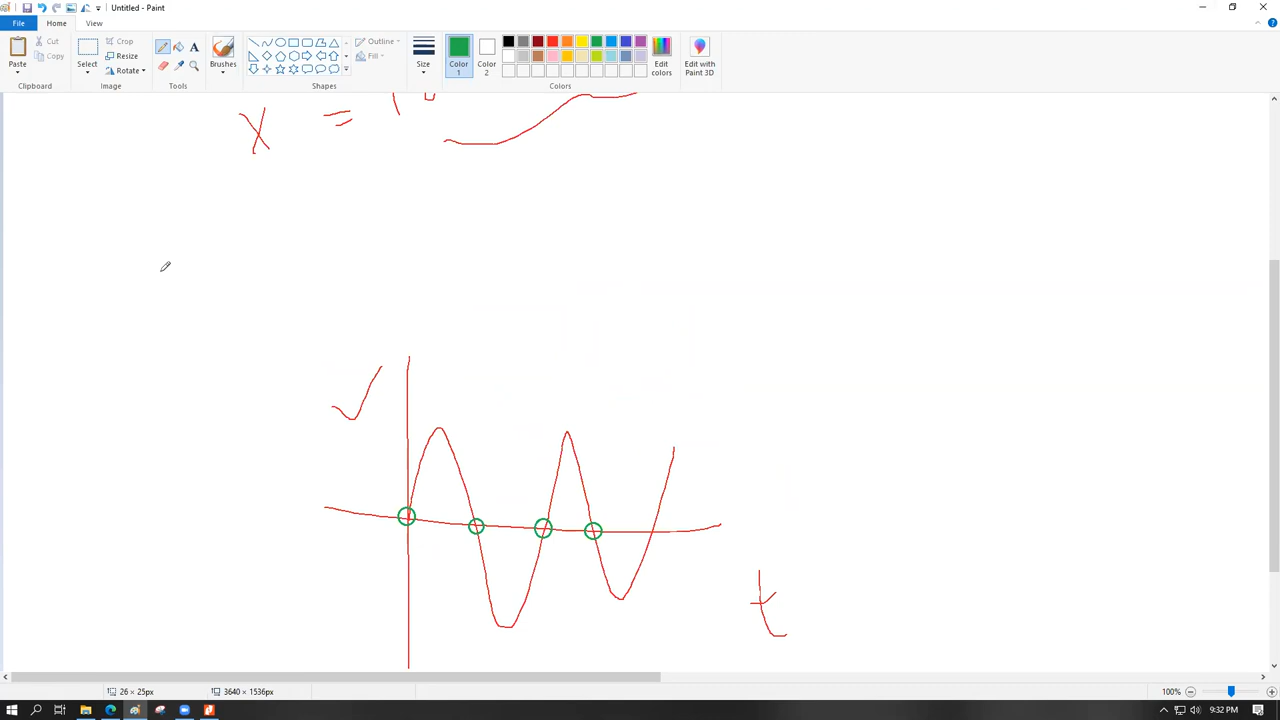 Untitled - Paint
File Home View
Paste
Cut
Copy
Clipboard
Select
Crop
Resize
Rotate
Image
Tools
Brushes
Shapes
Outline
Fill
Size
Color
1
Color
2
Colors
Edit
colors
Edit with
Paint 3D
x =
v
t
26 × 25px
3640 × 1536px
100%
9:32 PM